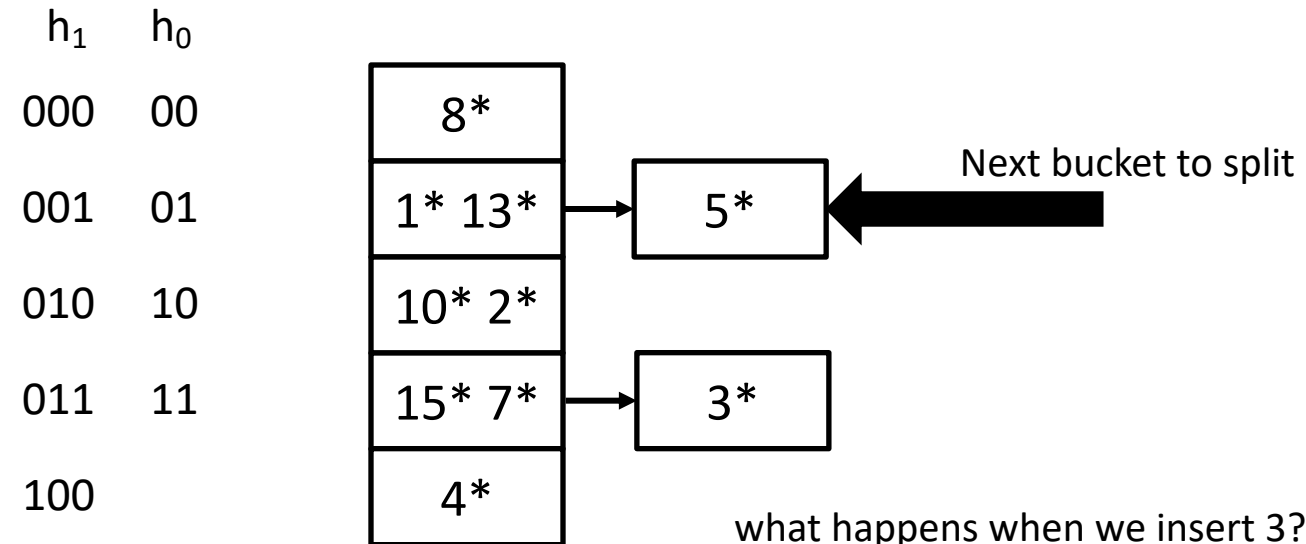 h₁ h₀
000 00 8*
Next bucket to split
001 01 1* 13* 5*
010 10 10* 2*
011 11 15* 7* 3*
100 4*
what happens when we insert 3?